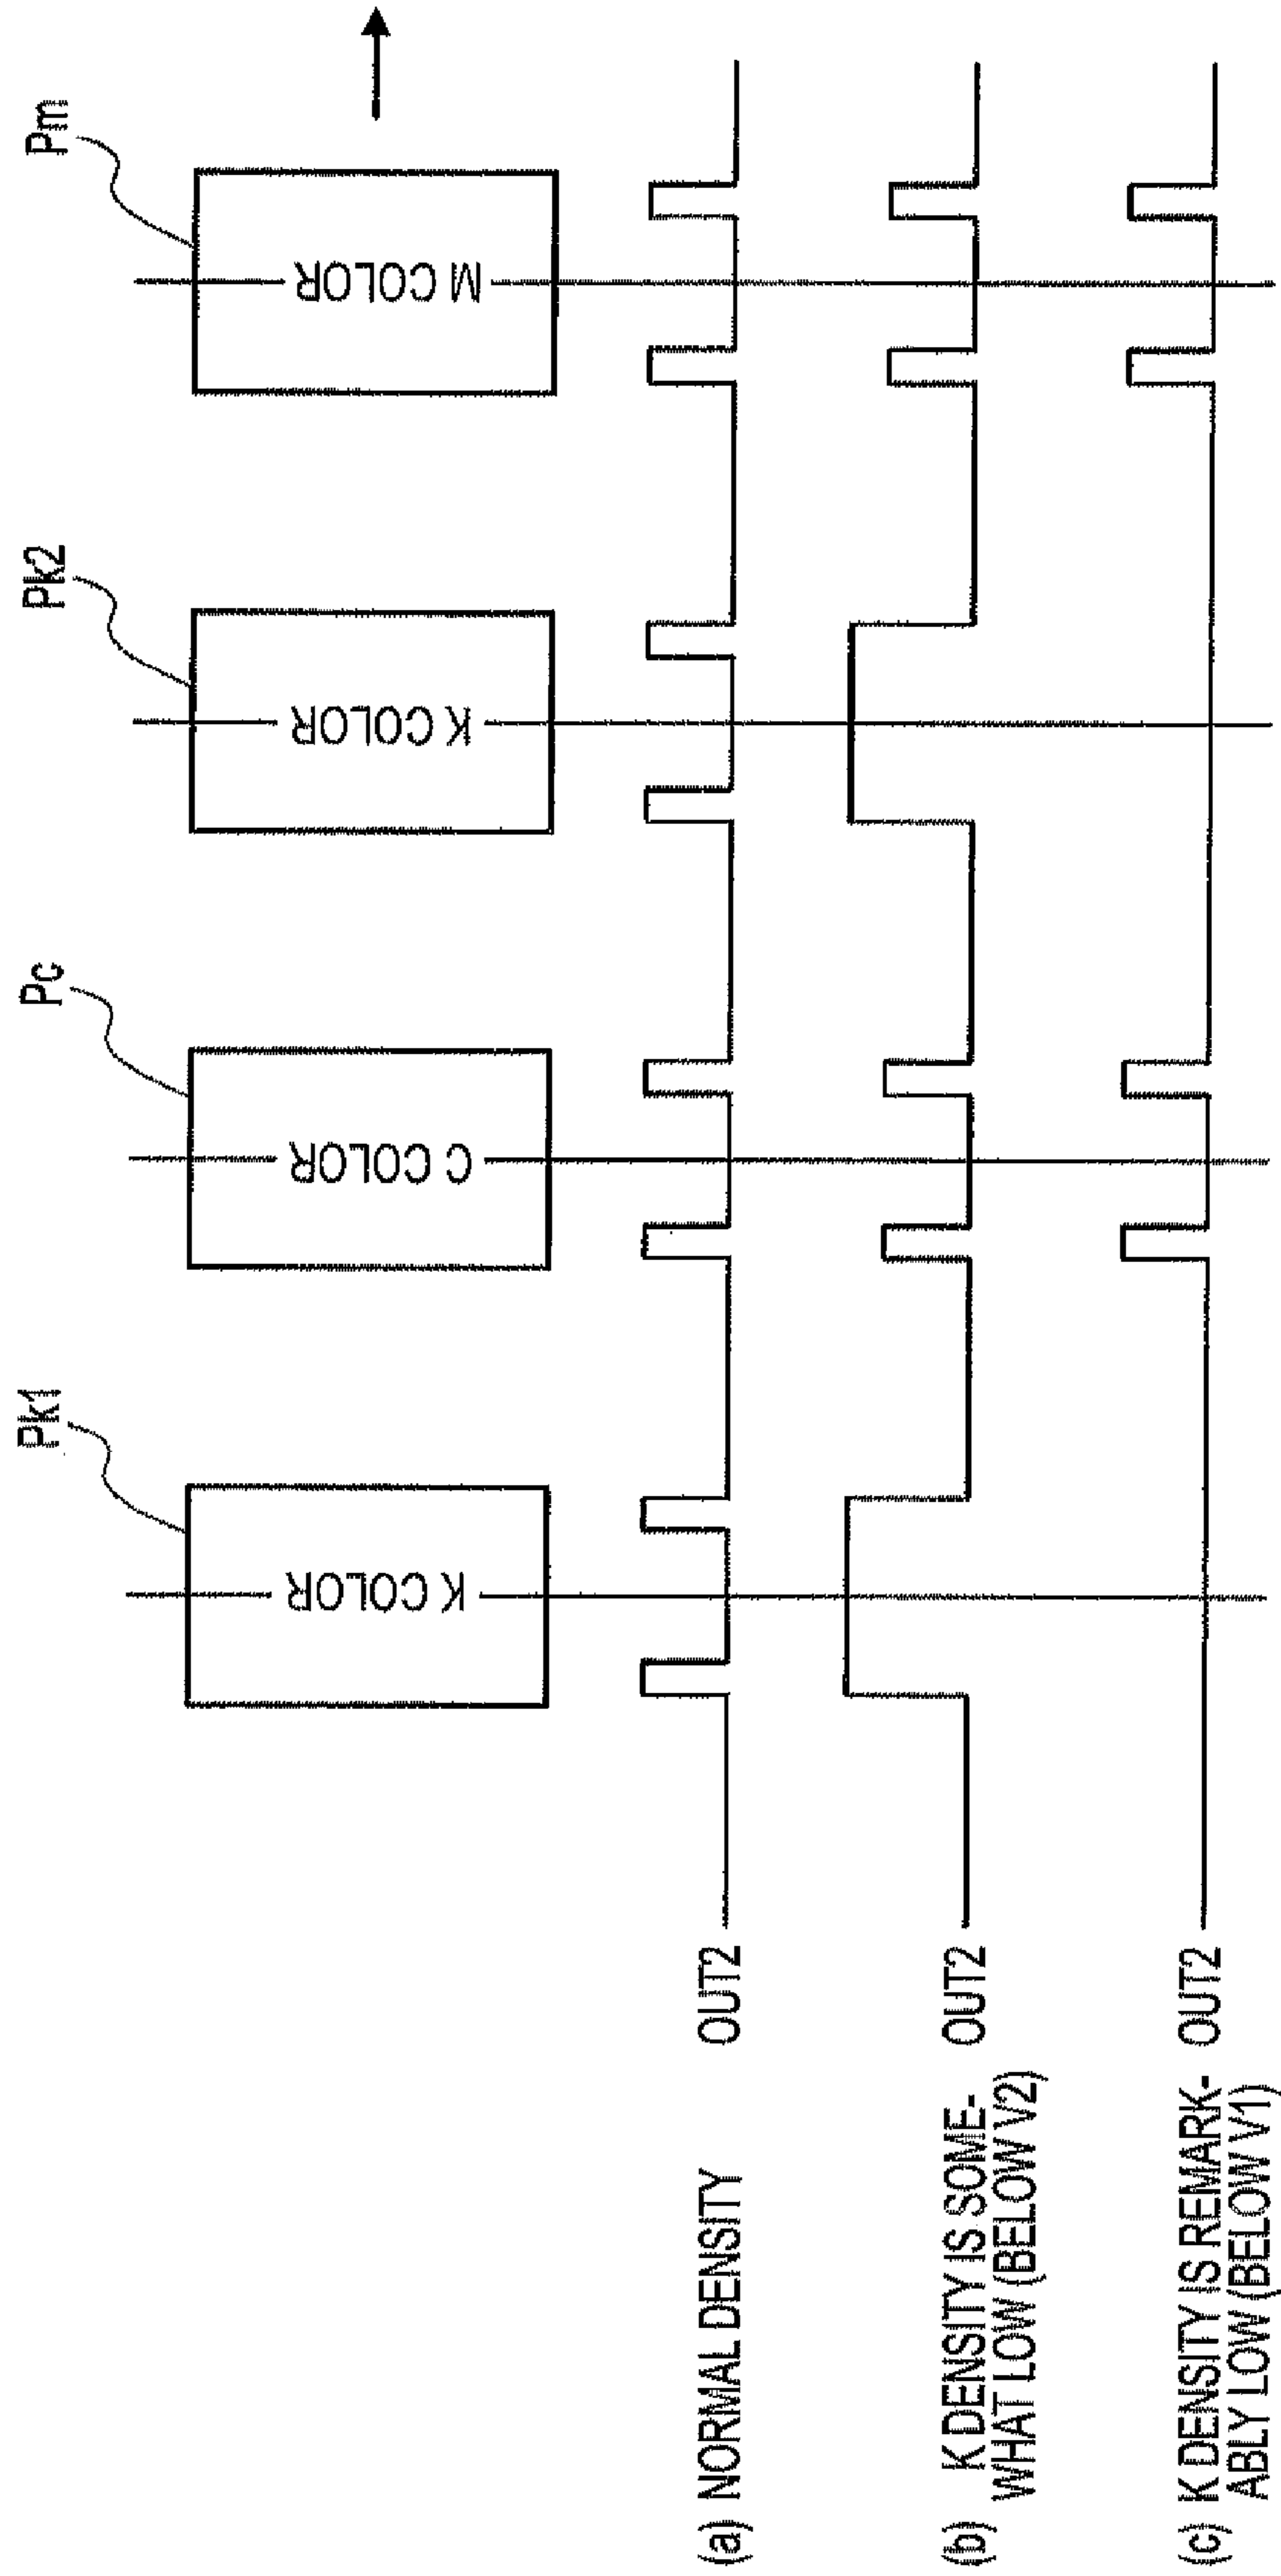 Pk1
Pc
Pk2
Pm
K COLOR
C COLOR
K COLOR
M COLOR
(a) NORMAL DENSITY OUT2
(b) K DENSITY IS SOME- OUT2
WHAT LOW (BELOW V2)
(c) K DENSITY IS REMARK- OUT2
ABLY LOW (BELOW V1)